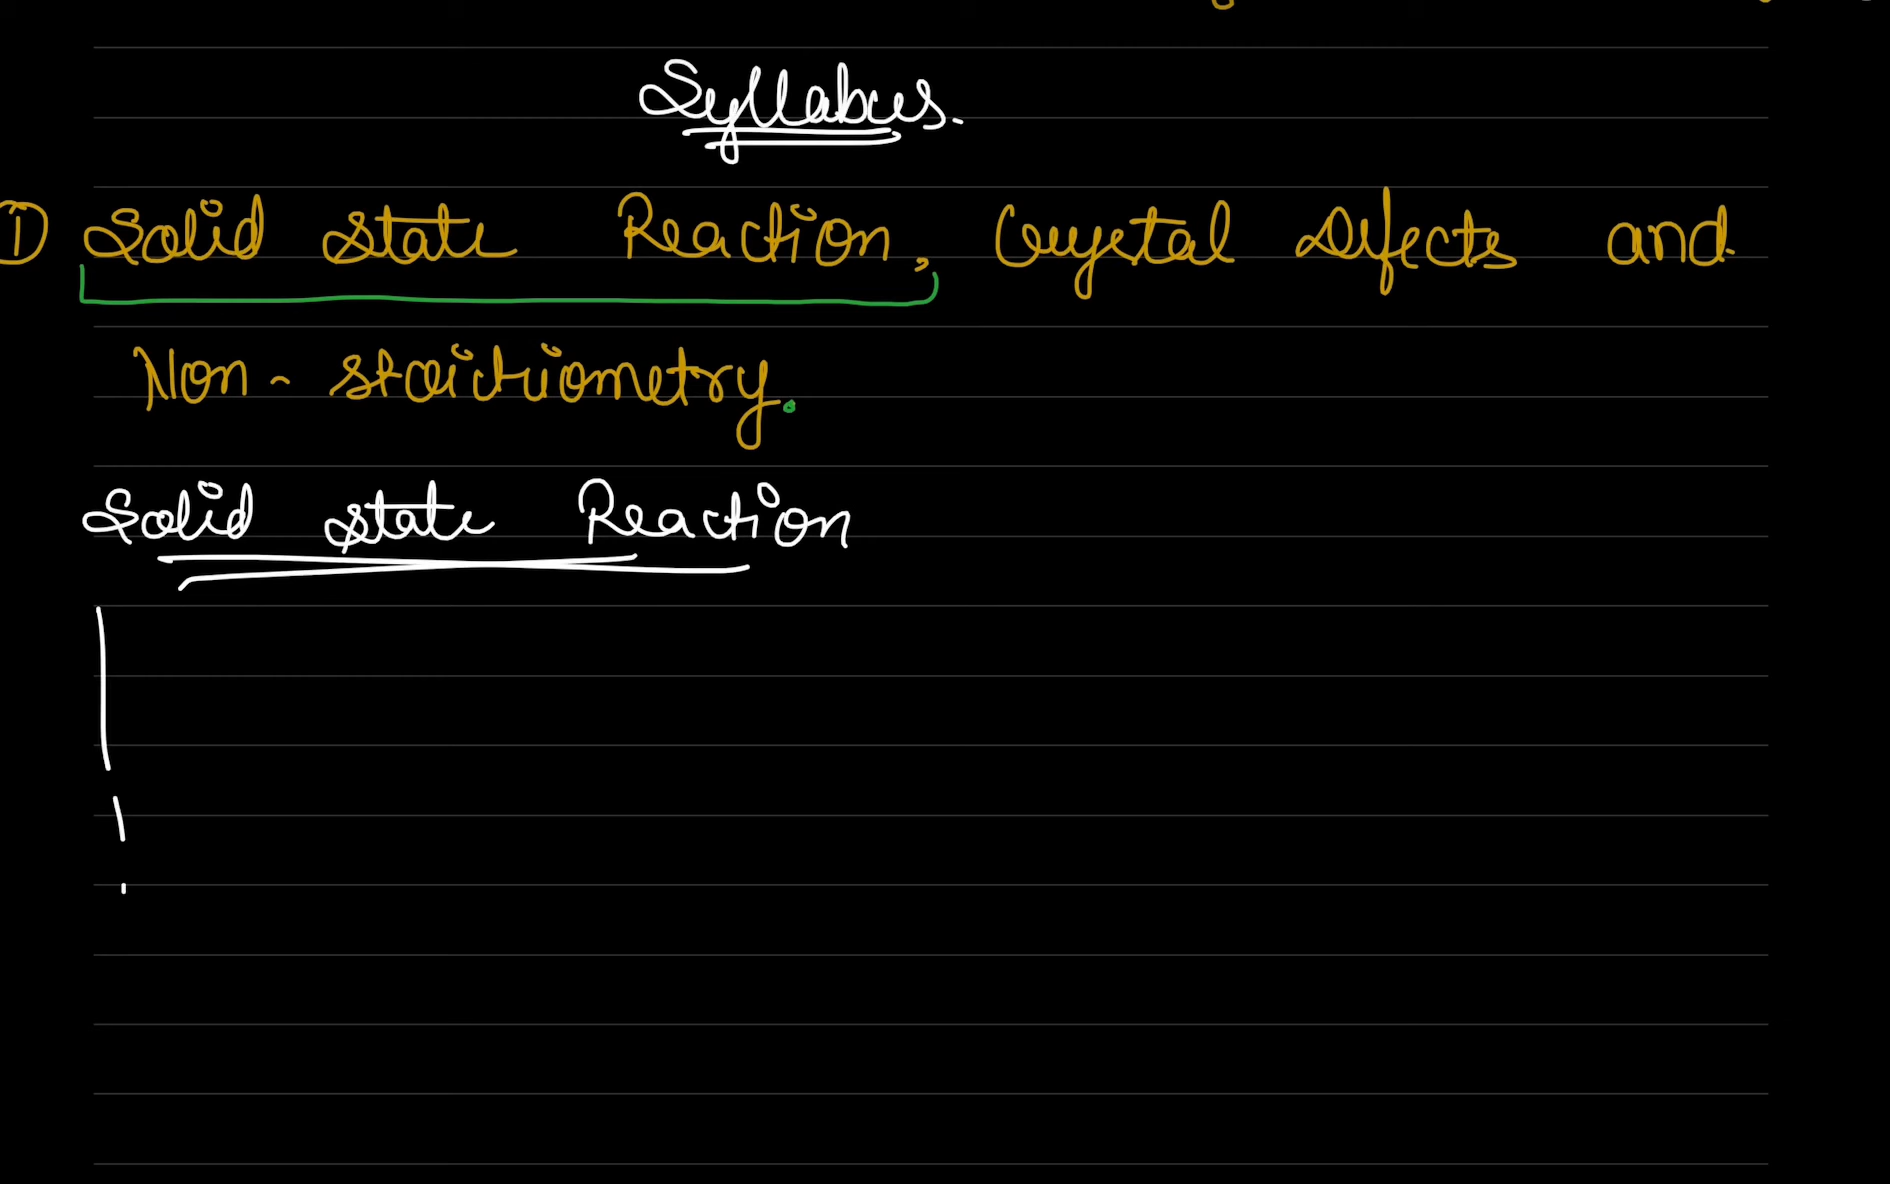 Syllabus.
① Solid state Reaction, Crystal Defects and
Non - Stoichiometry.
Solid state Reaction